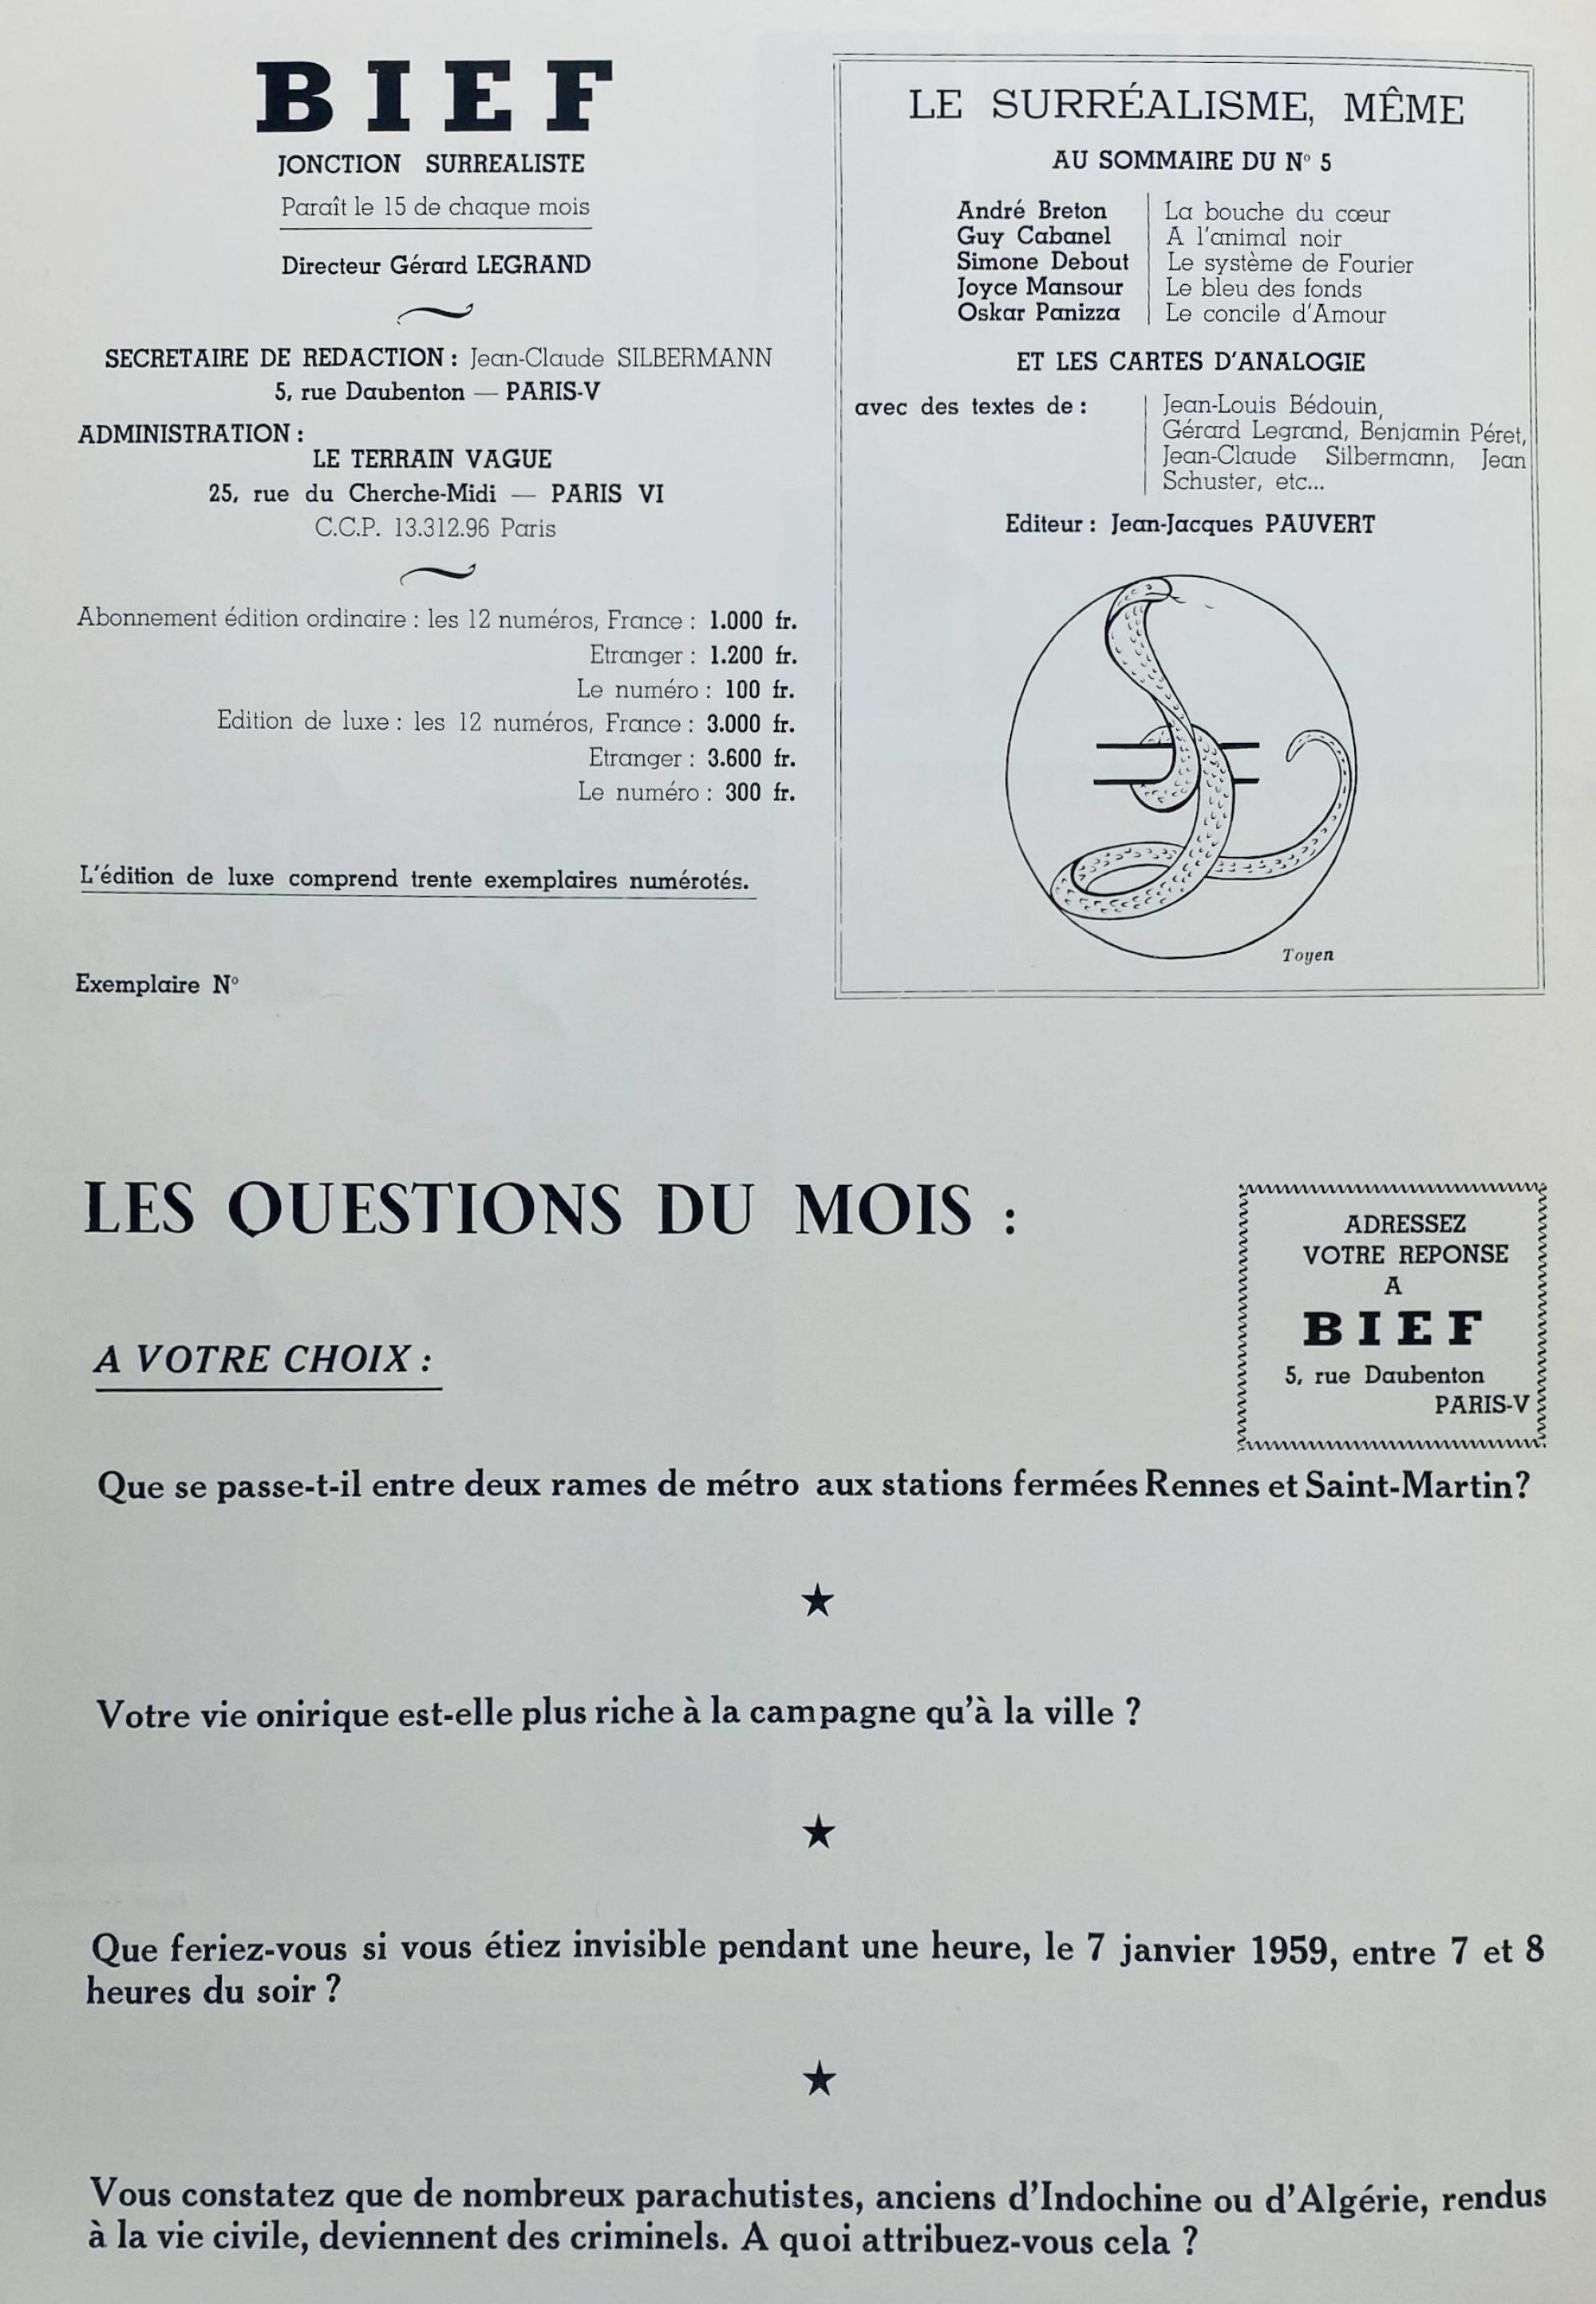 BIEF
JONCTION SURREALISTE
Paraît le 15 de chaque mois
Directeur Gérard LEGRAND
SECRETAIRE DE REDACTION : Jean-Claude SILBERMANN
5, rue Daubenton — PARIS-V
ADMINISTRATION :
LE TERRAIN VAGUE
25, rue du Cherche-Midi — PARIS VI
C.C.P. 13.312.96 Paris
Abonnement édition ordinaire : les 12 numéros, France : 1.000 fr.
Etranger : 1.200 fr.
Le numéro : 100 fr.
Edition de luxe : les 12 numéros, France : 3.000 fr.
Etranger : 3.600 fr.
Le numéro : 300 fr.
L'édition de luxe comprend trente exemplaires numérotés.
Exemplaire N°
LE SURRÉALISME, MÊME
AU SOMMAIRE DU N° 5
André Breton La bouche du cœur
Guy Cabanel A l'animal noir
Simone Debout Le système de Fourier
Joyce Mansour Le bleu des fonds
Oskar Panizza Le concile d'Amour
ET LES CARTES D'ANALOGIE
avec des textes de : Jean-Louis Bédouin,
Gérard Legrand, Benjamin Péret,
Jean-Claude Silbermann, Jean
Schuster, etc...
Editeur : Jean-Jacques PAUVERT
Toyen
LES QUESTIONS DU MOIS :
ADRESSEZ
VOTRE REPONSE
A
BIEF
5, rue Daubenton
PARIS-V
A VOTRE CHOIX :
Que se passe-t-il entre deux rames de métro aux stations fermées Rennes et Saint-Martin?
Votre vie onirique est-elle plus riche à la campagne qu'à la ville ?
Que feriez-vous si vous étiez invisible pendant une heure, le 7 janvier 1959, entre 7 et 8
heures du soir ?
Vous constatez que de nombreux parachutistes, anciens d'Indochine ou d'Algérie, rendus
à la vie civile, deviennent des criminels. A quoi attribuez-vous cela ?